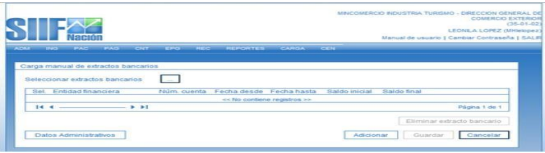 MINCOMERCIO INDUSTRIA TURISMO - DIRECCION GENERAL DE
COMERCIO EXTERIOR
(35-01-02)
SIIF
Nación
LEONILA LOPEZ (MHlelopez)
Manual de usuario | Cambiar Contraseña | SALIR
ADM ING PAC PAG CNT EPG REC REPORTES CARGA CEN
Carga manual de extractos bancarios
Seleccionar extractos bancarios ...
Sel. Entidad financiera Núm. cuenta Fecha desde Fecha hasta Saldo inicial Saldo final
<< No contiene registros >>
Página 1 de 1
Eliminar extracto bancario
Datos Administrativos Adicionar Guardar Cancelar